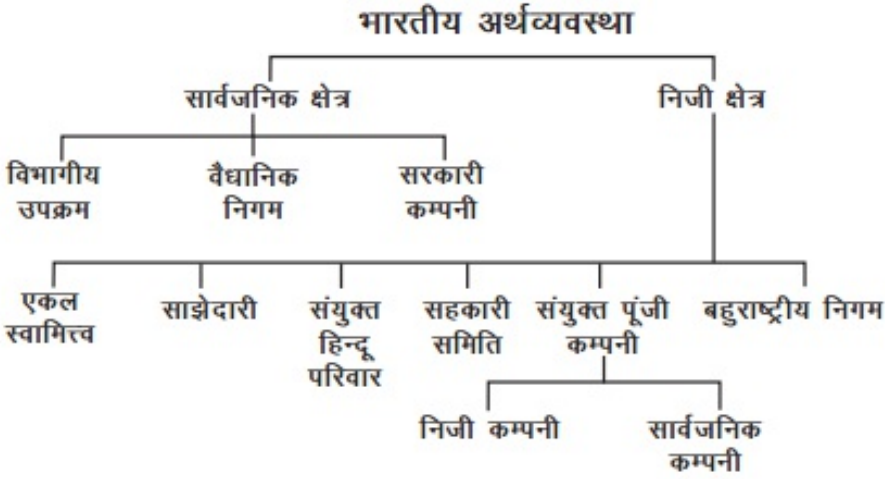 भारतीय अर्थव्यवस्था
सार्वजनिक क्षेत्र
निजी क्षेत्र
विभागीय
उपक्रम
वैधानिक
निगम
सरकारी
कम्पनी
एकल
स्वामित्त्व
साझेदारी
संयुक्त
हिन्दू
परिवार
सहकारी
समिति
संयुक्त पूंजी
कम्पनी
बहुराष्ट्रीय निगम
निजी कम्पनी
सार्वजनिक
कम्पनी